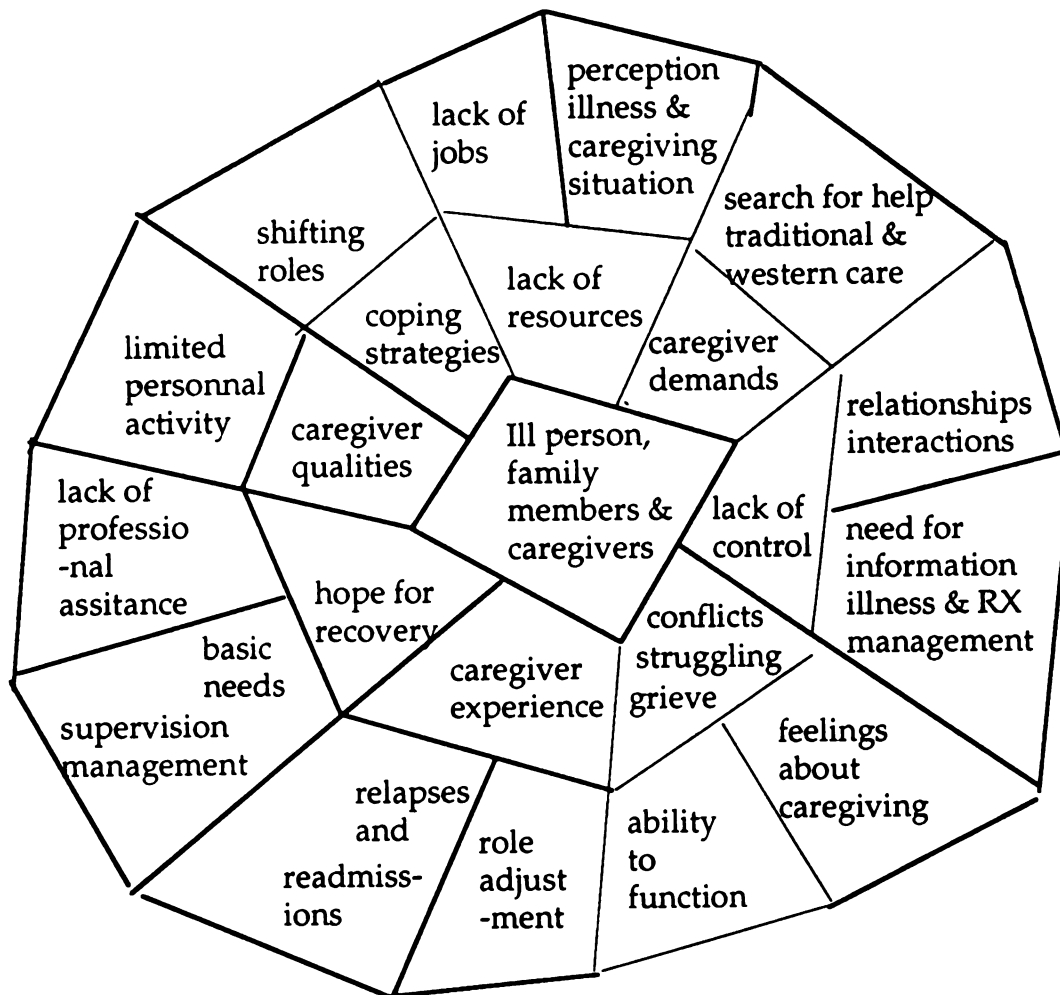 perception
illness &
caregiving
situation
lack of
jobs
search for help
traditional &
western care
shifting
roles
lack of
resources
coping
strategies
caregiver
demands
limited
personnal
activity
relationships
interactions
caregiver
qualities
Ill person,
family
members &
caregivers
lack of
control
lack of
professio
-nal
assitance
need for
information
illness & RX
management
hope for
recovery
conflicts
struggling
grieve
basic
needs
supervision
management
caregiver
experience
feelings
about
caregiving
relapses
and
readmiss-
ions
role
adjust
-ment
ability
to
function